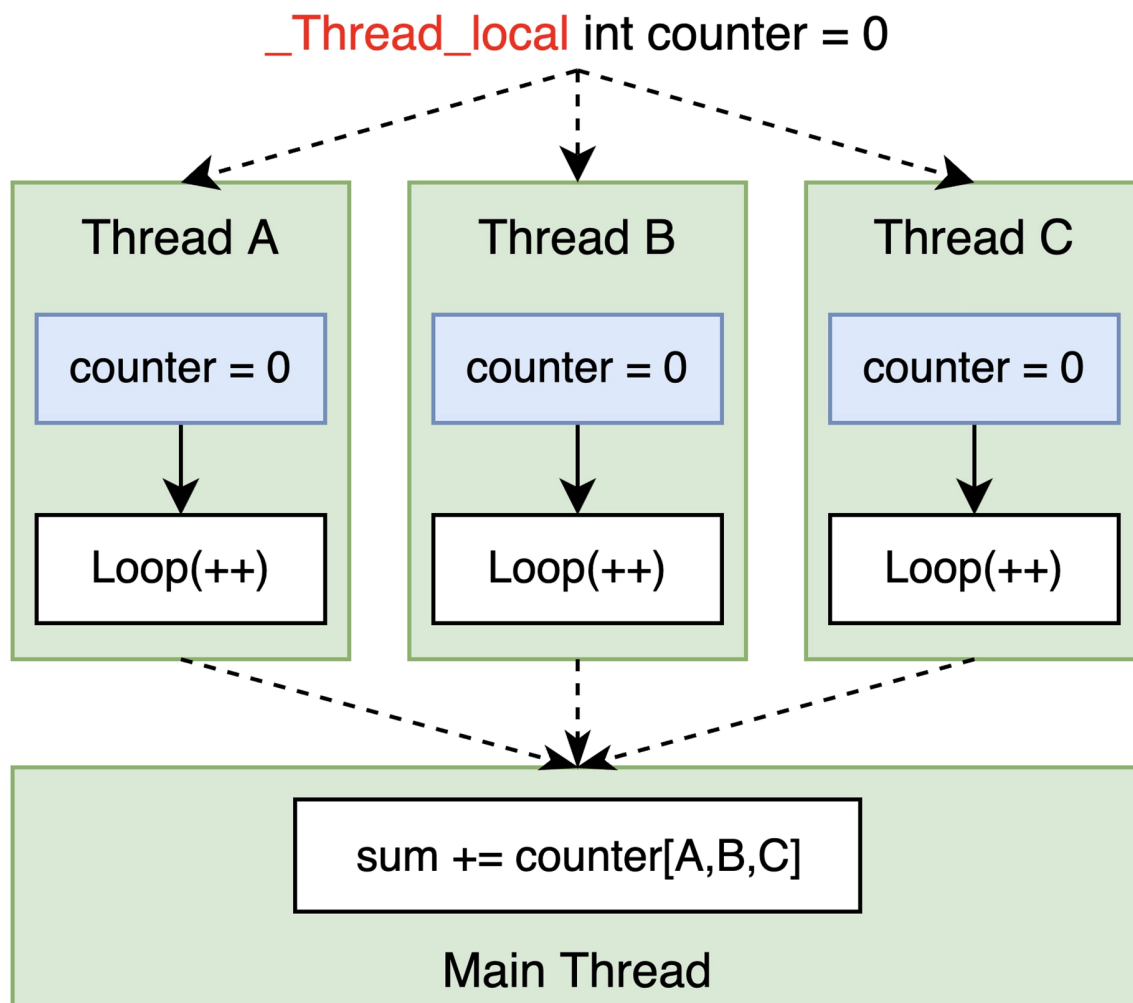 _Thread_local int counter = 0
Thread A
Thread B
Thread C
counter = 0
counter = 0
counter = 0
Loop(++)
Loop(++)
Loop(++)
sum += counter[A,B,C]
Main Thread